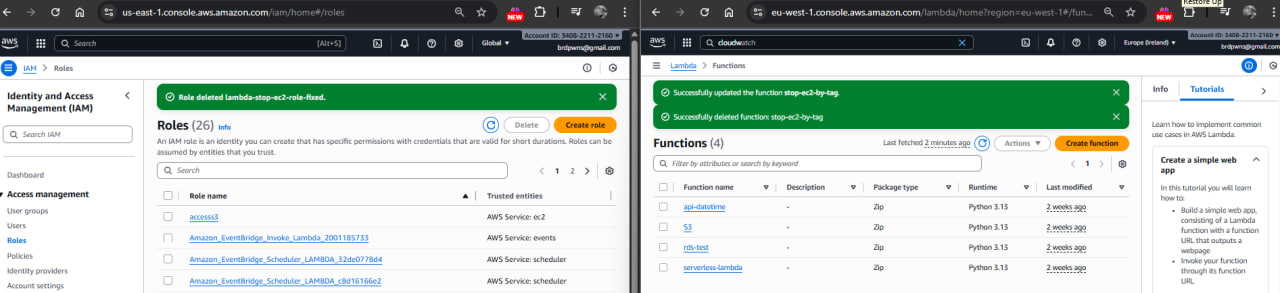 us-east-1.console.aws.amazon.com/iam/home#/roles
NEW
aws
Search
[Alt+S]
Global
Account ID: 3408-2211-2160
brdpwns@gmail.com
IAM > Roles
Identity and Access Management (IAM)
Search IAM
Dashboard
Access management
User groups
Users
Roles
Policies
Identity providers
Account settings
Role deleted lambda-stop-ec2-role-fixed.
Roles (26) Info
Delete
Create role
An IAM role is an identity you can create that has specific permissions with credentials that are valid for short durations. Roles can be
assumed by entities that you trust.
Search
1 2
Role name
Trusted entities
accesss3
AWS Service: ec2
Amazon_EventBridge_Invoke_Lambda_2001185733
AWS Service: events
Amazon_EventBridge_Scheduler_LAMBDA_32de0778d4
AWS Service: scheduler
Amazon_EventBridge_Scheduler_LAMBDA_c8d16166e2
AWS Service: scheduler
eu-west-1.console.aws.amazon.com/lambda/home?region=eu-west-1#/fun...
NEW
Restore Up
aws
cloudwatch
Europe (Ireland)
Account ID: 3408-2211-2160
brdpwns@gmail.com
Lambda > Functions
Successfully updated the function stop-ec2-by-tag.
Successfully deleted function: stop-ec2-by-tag
Functions (4)
Last fetched 2 minutes ago
Actions
Create function
Filter by attributes or search by keyword
1
Function name
Description
Package type
Runtime
Last modified
api-datetime
-
Zip
Python 3.13
2 weeks ago
S3
-
Zip
Python 3.13
2 weeks ago
rds-test
-
Zip
Python 3.13
2 weeks ago
serverless-lambda
-
Zip
Python 3.13
2 weeks ago
Info
Tutorials
Learn how to implement common
use cases in AWS Lambda.
Create a simple web
app
In this tutorial you will learn
how to:
• Build a simple web app,
consisting of a Lambda
function with a function
URL that outputs a
webpage
• Invoke your function
through its function
URL